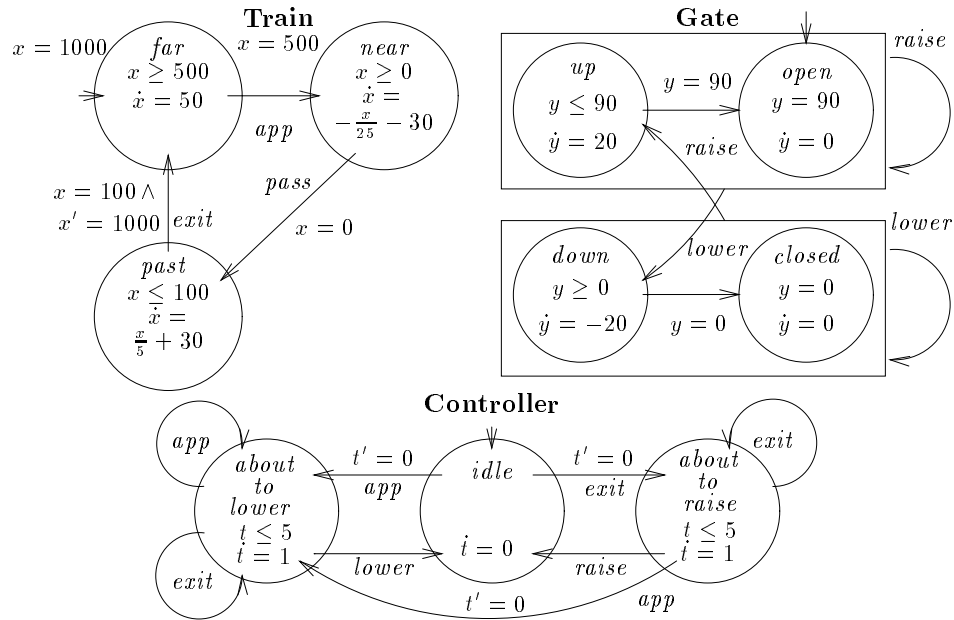 Train
x = 1000
far
x ≥ 500
ẋ = 50
x = 500
app
near
x ≥ 0
ẋ =
-x/25 - 30
pass
x = 0
x = 100 ∧
x′ = 1000
exit
past
x ≤ 100
ẋ =
x/5 + 30
Gate
up
y ≤ 90
ẏ = 20
y = 90
open
y = 90
ẏ = 0
raise
raise
lower
down
y ≥ 0
ẏ = -20
y = 0
closed
y = 0
ẏ = 0
lower
Controller
app
about
to
lower
t ≤ 5
ṫ = 1
exit
t′ = 0
app
lower
idle
ṫ = 0
t′ = 0
exit
raise
about
to
raise
t ≤ 5
ṫ = 1
exit
t′ = 0
app